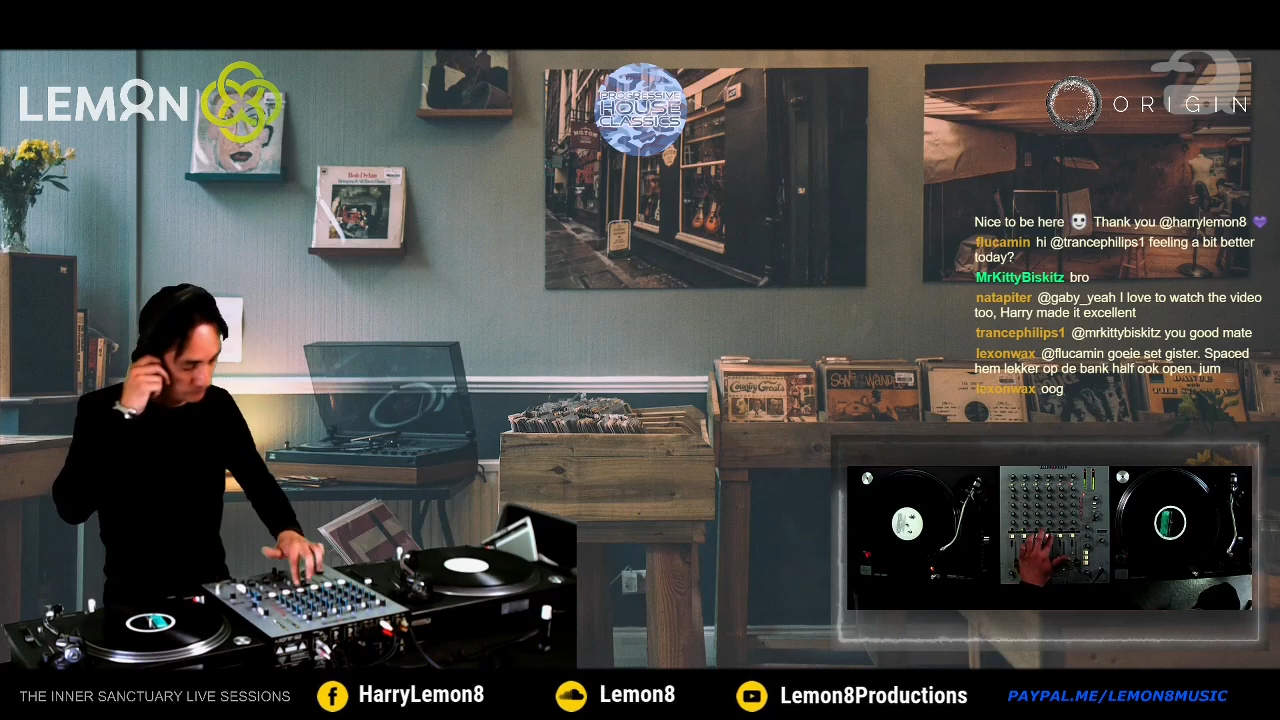 LEMON
PROGRESSIVE
HOUSE
CLASSICS
ORIGIN
Bob Dylan
Nice to be here Thank you @harrylemon8
flucamin hi @trancephilips1 feeling a bit better
today?
MrKittyBiskitz bro
natapiter @gaby_yeah I love to watch the video
too, Harry made it excellent
trancephilips1 @mrkittybiskitz you good mate
lexonwax @flucamin goeie set gister. Spaced
hem lekker op de bank half ook open. jum
lexonwax oog
Country Greats
THE INNER SANCTUARY LIVE SESSIONS
HarryLemon8
Lemon8
Lemon8Productions
PAYPAL.ME/LEMON8MUSIC